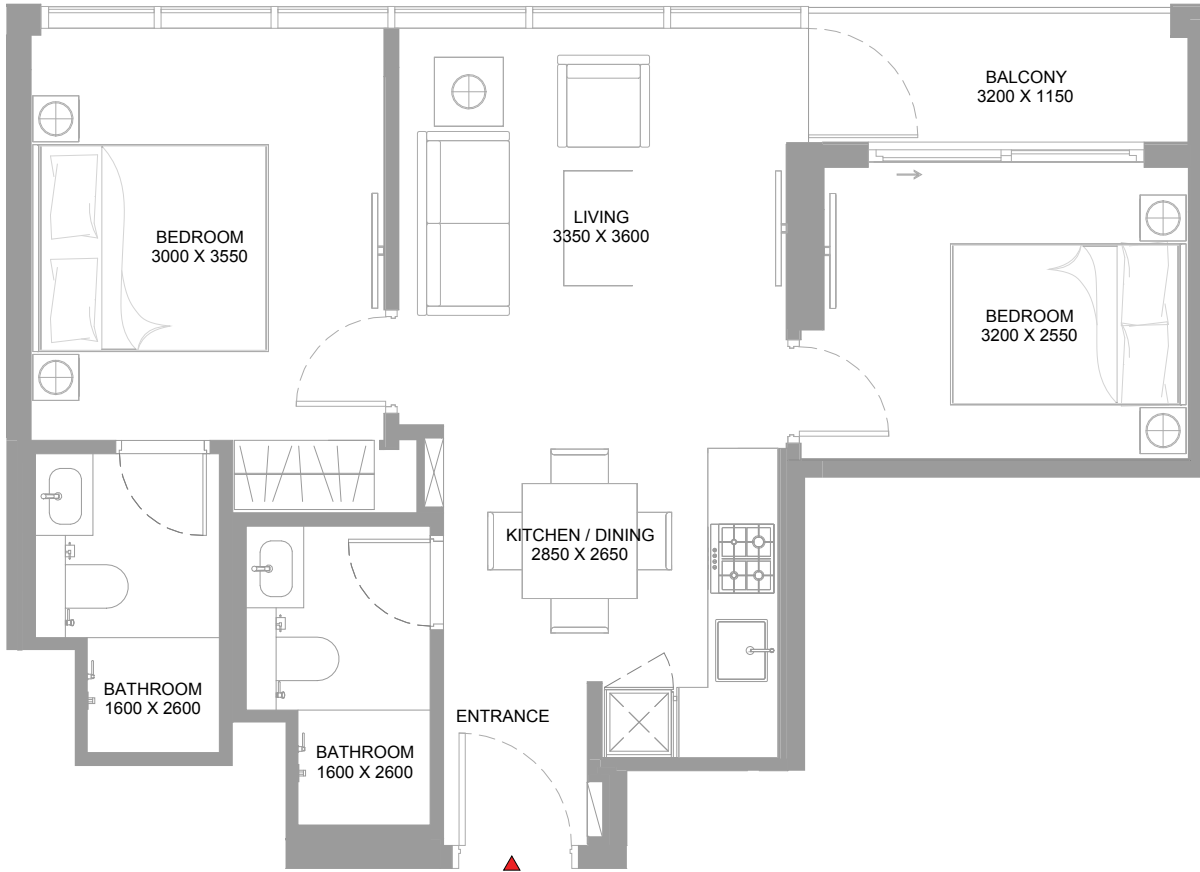 BALCONY
3200 X 1150
BEDROOM
3000 X 3550
LIVING
3350 X 3600
BEDROOM
3200 X 2550
KITCHEN / DINING
2850 X 2650
BATHROOM
1600 X 2600
ENTRANCE
BATHROOM
1600 X 2600